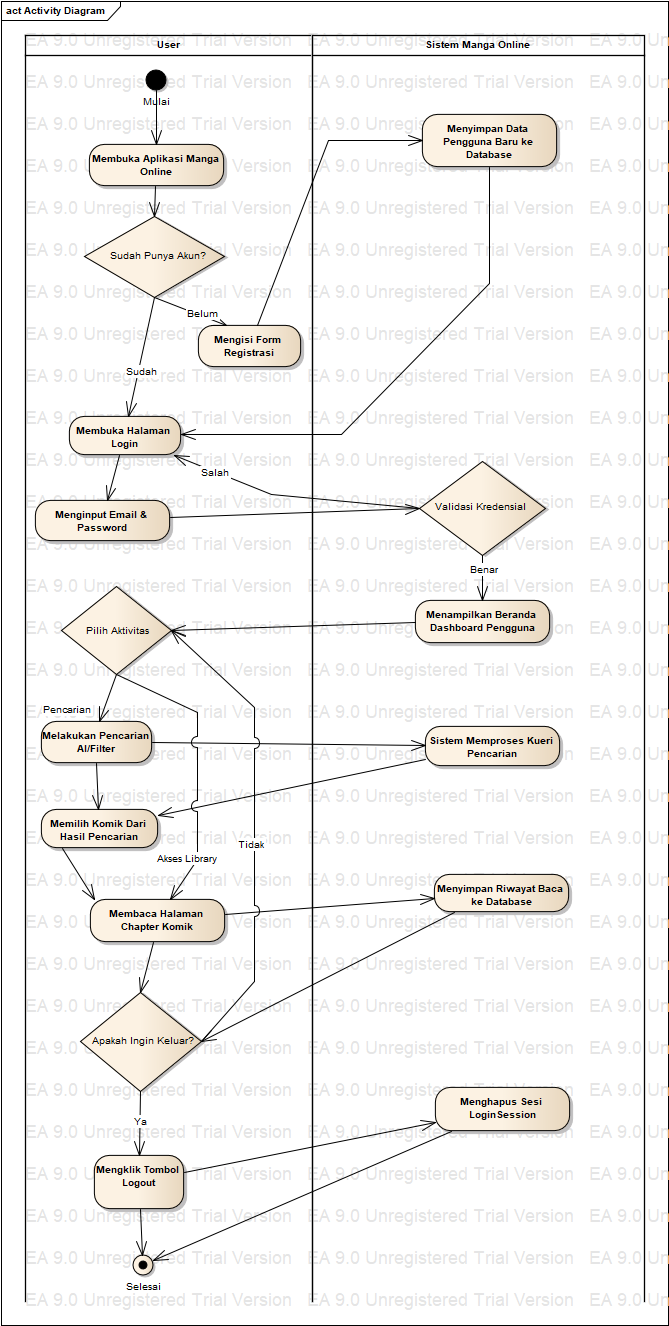 act Activity Diagram
User
Sistem Manga Online
Mulai
Membuka Aplikasi Manga
Online
Menyimpan Data
Pengguna Baru ke
Database
Sudah Punya Akun?
Belum
Mengisi Form
Registrasi
Sudah
Membuka Halaman
Login
Salah
Validasi Kredensial
Menginput Email &
Password
Benar
Menampilkan Beranda
Dashboard Pengguna
Pilih Aktivitas
Pencarian
Melakukan Pencarian
AI/Filter
Sistem Memproses Kueri
Pencarian
Memilih Komik Dari
Hasil Pencarian
Tidak
Akses Library
Menyimpan Riwayat Baca
ke Database
Membaca Halaman
Chapter Komik
Apakah Ingin Keluar?
Menghapus Sesi
LoginSession
Ya
Mengklik Tombol
Logout
Selesai
EA 9.0 Unregistered Trial Version